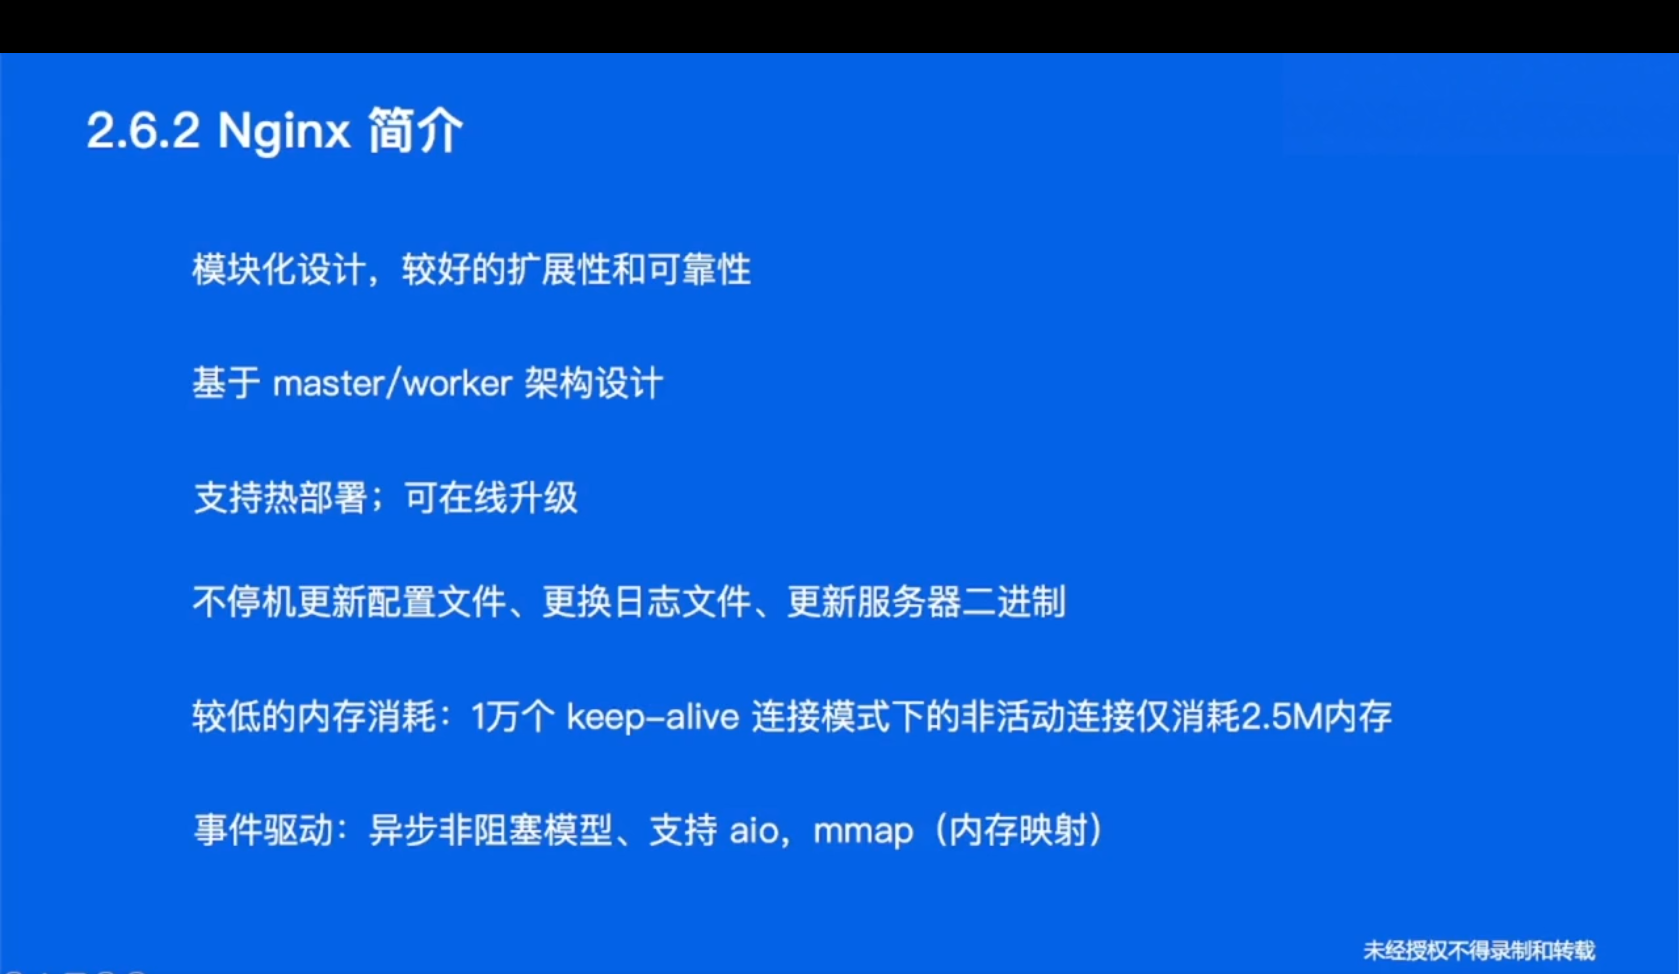 2.6.2 Nginx 简介
模块化设计，较好的扩展性和可靠性
基于 master/worker 架构设计
支持热部署；可在线升级
不停机更新配置文件、更换日志文件、更新服务器二进制
较低的内存消耗：1万个 keep-alive 连接模式下的非活动连接仅消耗2.5M内存
事件驱动：异步非阻塞模型、支持 aio，mmap（内存映射）
未经授权不得录制和转载